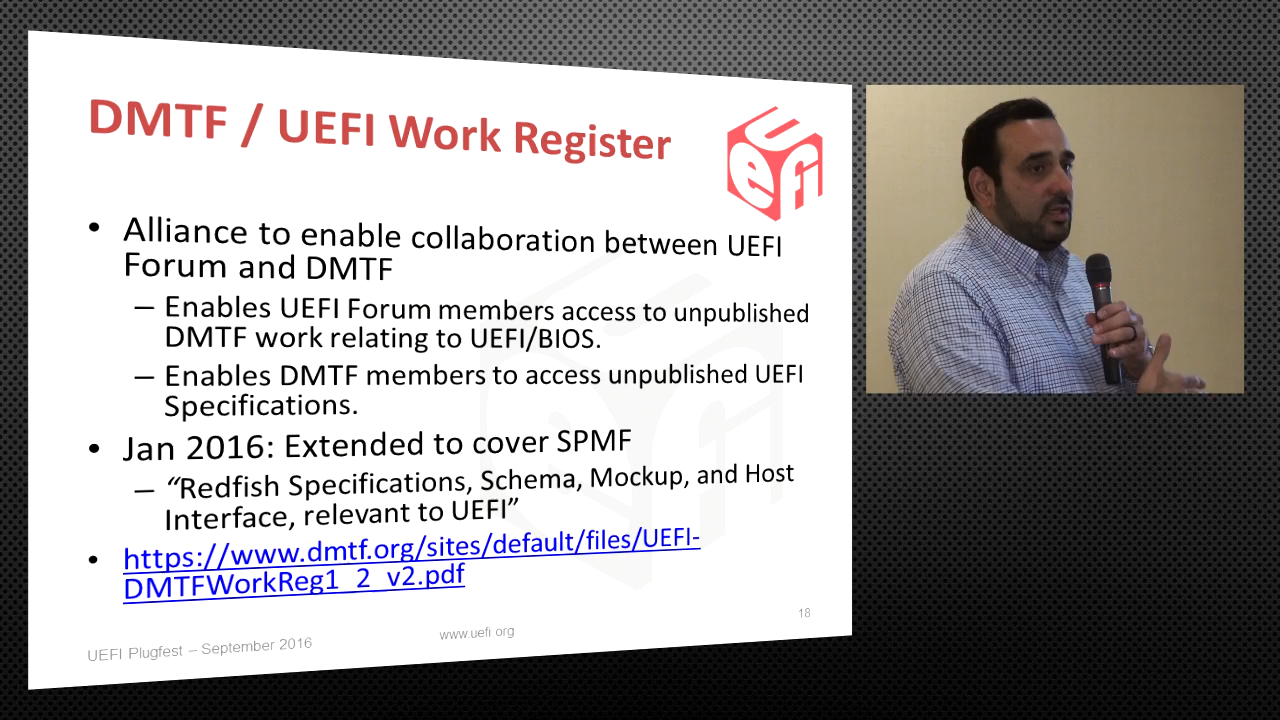 DMTF / UEFI Work Register
UEFI
• Alliance to enable collaboration between UEFI
Forum and DMTF
– Enables UEFI Forum members access to unpublished
DMTF work relating to UEFI/BIOS.
– Enables DMTF members to access unpublished UEFI
Specifications.
• Jan 2016: Extended to cover SPMF
– “Redfish Specifications, Schema, Mockup, and Host
Interface, relevant to UEFI”
• https://www.dmtf.org/sites/default/files/UEFI-
DMTFWorkReg1_2_v2.pdf
18
UEFI Plugfest – September 2016
www.uefi org